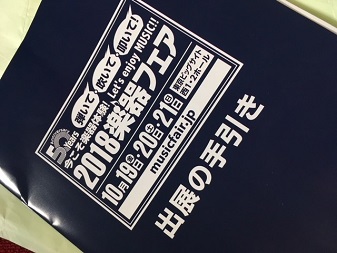 弾いて、吹いて、叩いて!
今こそ楽器体験! Let's enjoy MUSIC!!
50
YEARS
2018楽器フェア
10月19日金・20日土・21日日
東京ビッグサイト
西1・2ホール
musicfair.jp
出展の手引き